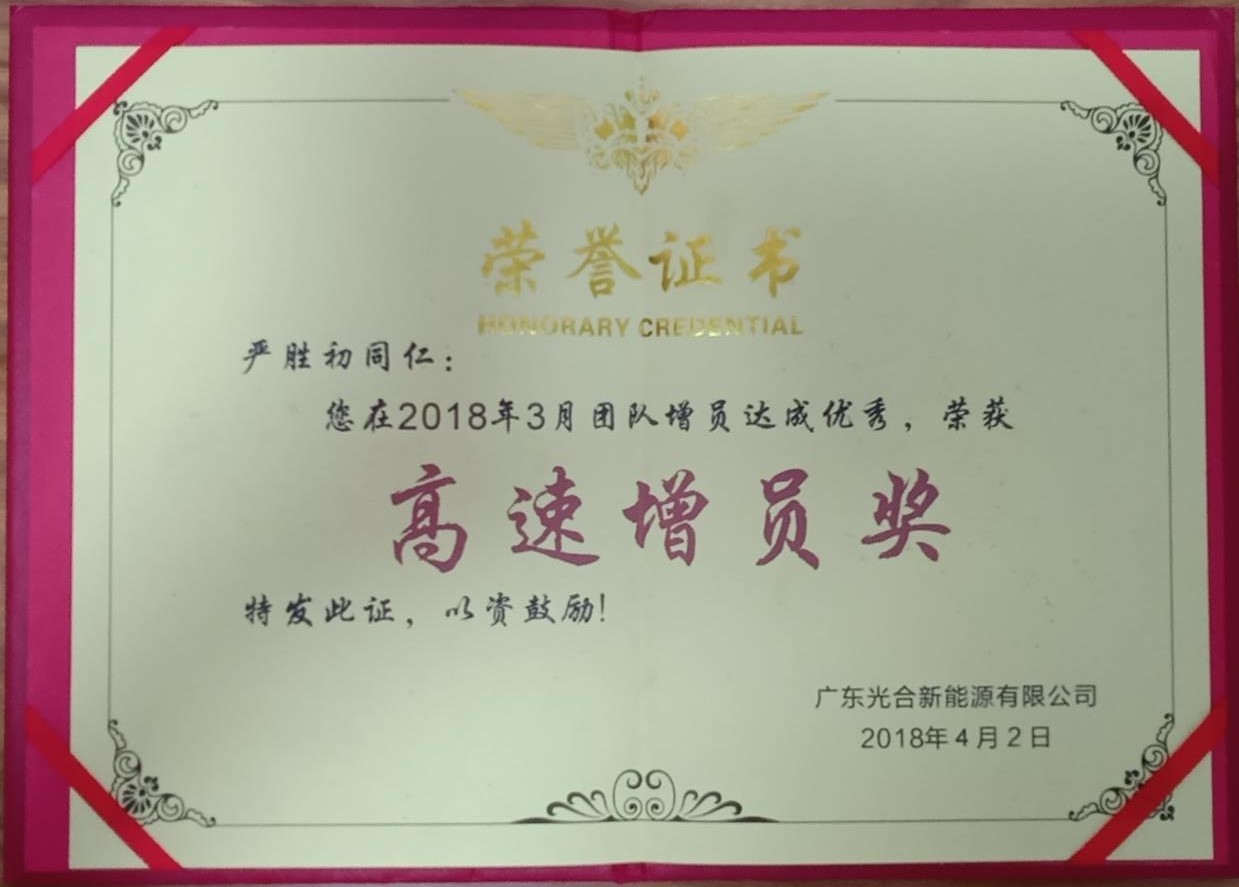 荣誉证书
HONORARY CREDENTIAL
严胜初同仁：
您在2018年3月团队增员达成优秀，荣获
高速增员奖
特发此证，以资鼓励！
广东光合新能源有限公司
2018年4月2日